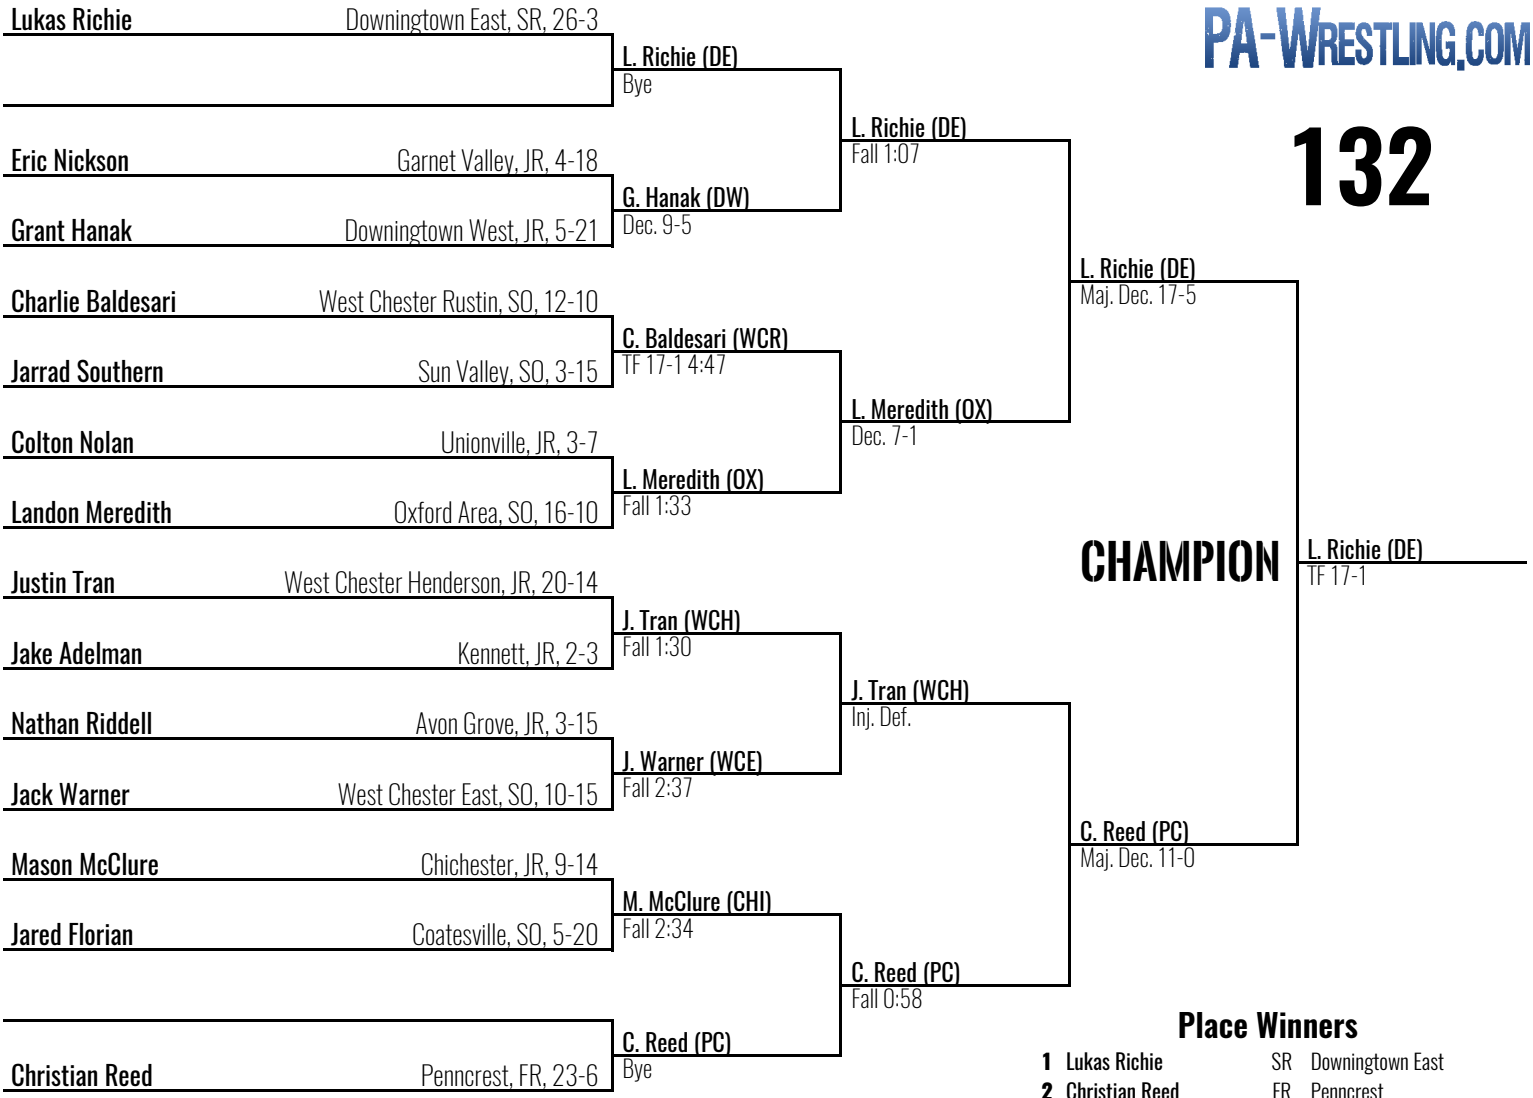 Lukas Richie Downingtown East, SR, 26-3
PA-WRESTLING.COM
L. Richie (DE)
Bye
132
L. Richie (DE)
Fall 1:07
Eric Nickson Garnet Valley, JR, 4-18
G. Hanak (DW)
Dec. 9-5
Grant Hanak Downingtown West, JR, 5-21
L. Richie (DE)
Maj. Dec. 17-5
Charlie Baldesari West Chester Rustin, SO, 12-10
C. Baldesari (WCR)
TF 17-1 4:47
Jarrad Southern Sun Valley, SO, 3-15
L. Meredith (OX)
Dec. 7-1
Colton Nolan Unionville, JR, 3-7
L. Meredith (OX)
Fall 1:33
Landon Meredith Oxford Area, SO, 16-10
CHAMPION
L. Richie (DE)
TF 17-1
Justin Tran West Chester Henderson, JR, 20-14
J. Tran (WCH)
Fall 1:30
Jake Adelman Kennett, JR, 2-3
J. Tran (WCH)
Inj. Def.
Nathan Riddell Avon Grove, JR, 3-15
J. Warner (WCE)
Fall 2:37
Jack Warner West Chester East, SO, 10-15
C. Reed (PC)
Maj. Dec. 11-0
Mason McClure Chichester, JR, 9-14
M. McClure (CHI)
Fall 2:34
Jared Florian Coatesville, SO, 5-20
C. Reed (PC)
Fall 0:58
C. Reed (PC)
Bye
Christian Reed Penncrest, FR, 23-6
Place Winners
1 Lukas Richie SR Downingtown East
2 Christian Reed FR Penncrest